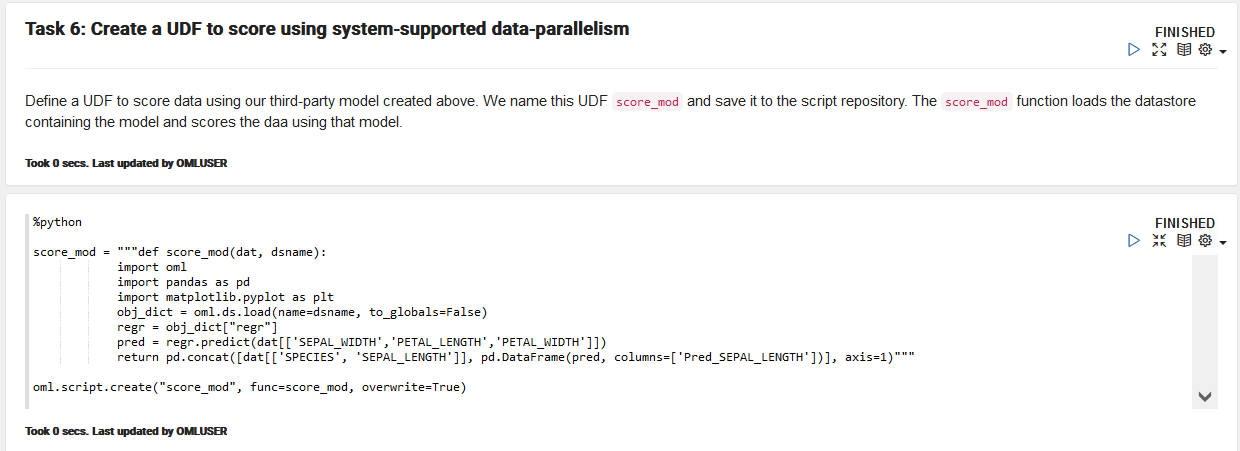 Task 6: Create a UDF to score using system-supported data-parallelism
FINISHED
Define a UDF to score data using our third-party model created above. We name this UDF score_mod and save it to the script repository. The score_mod function loads the datastore
containing the model and scores the daa using that model.
Took 0 secs. Last updated by OMLUSER
%python
FINISHED
score_mod = """def score_mod(dat, dsname):
import oml
import pandas as pd
import matplotlib.pyplot as plt
obj_dict = oml.ds.load(name=dsname, to_globals=False)
regr = obj_dict["regr"]
pred = regr.predict(dat[['SEPAL_WIDTH','PETAL_LENGTH','PETAL_WIDTH']])
return pd.concat([dat[['SPECIES', 'SEPAL_LENGTH']], pd.DataFrame(pred, columns=['Pred_SEPAL_LENGTH'])], axis=1)"""
oml.script.create("score_mod", func=score_mod, overwrite=True)
Took 0 secs. Last updated by OMLUSER